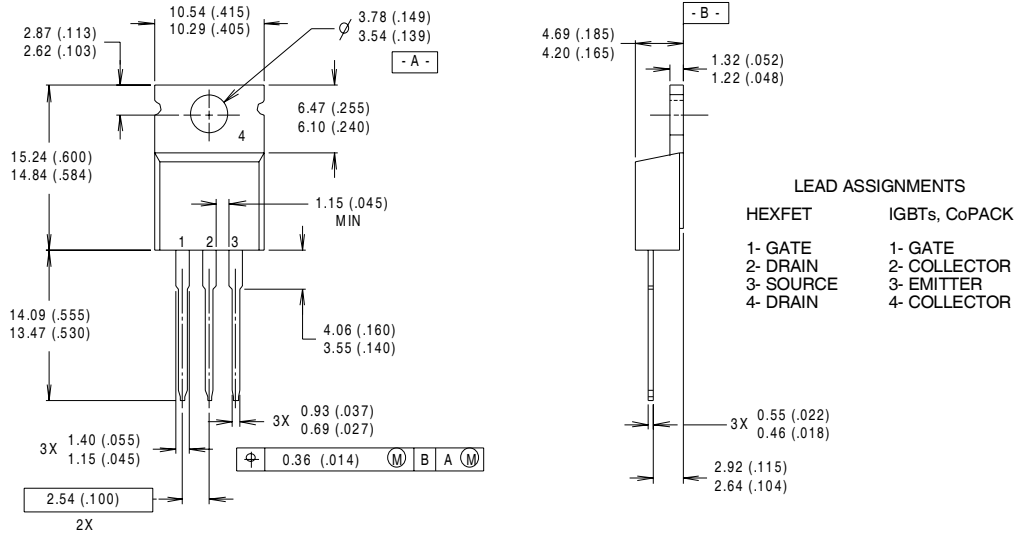 10.54 (.415)
10.29 (.405)
3.78 (.149)
3.54 (.139)
- A -
2.87 (.113)
2.62 (.103)
6.47 (.255)
6.10 (.240)
4
15.24 (.600)
14.84 (.584)
1.15 (.045)
MIN
1 2 3
14.09 (.555)
13.47 (.530)
4.06 (.160)
3.55 (.140)
3X 0.93 (.037)
0.69 (.027)
3X 1.40 (.055)
1.15 (.045)
0.36 (.014) M B A M
2.54 (.100)
2X
- B -
4.69 (.185)
4.20 (.165)
1.32 (.052)
1.22 (.048)
3X 0.55 (.022)
0.46 (.018)
2.92 (.115)
2.64 (.104)
LEAD ASSIGNMENTS
HEXFET
1- GATE
2- DRAIN
3- SOURCE
4- DRAIN
IGBTs, CoPACK
1- GATE
2- COLLECTOR
3- EMITTER
4- COLLECTOR